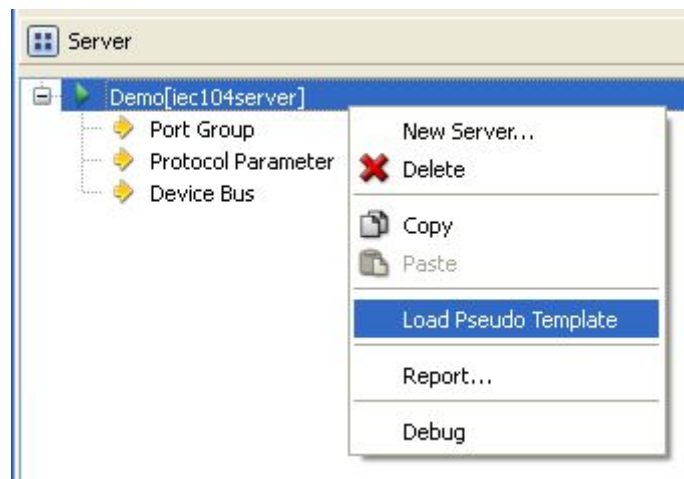 Server
Demo[iec104server]
Port Group
Protocol Parameter
Device Bus
New Server...
Delete
Copy
Paste
Load Pseudo Template
Report...
Debug